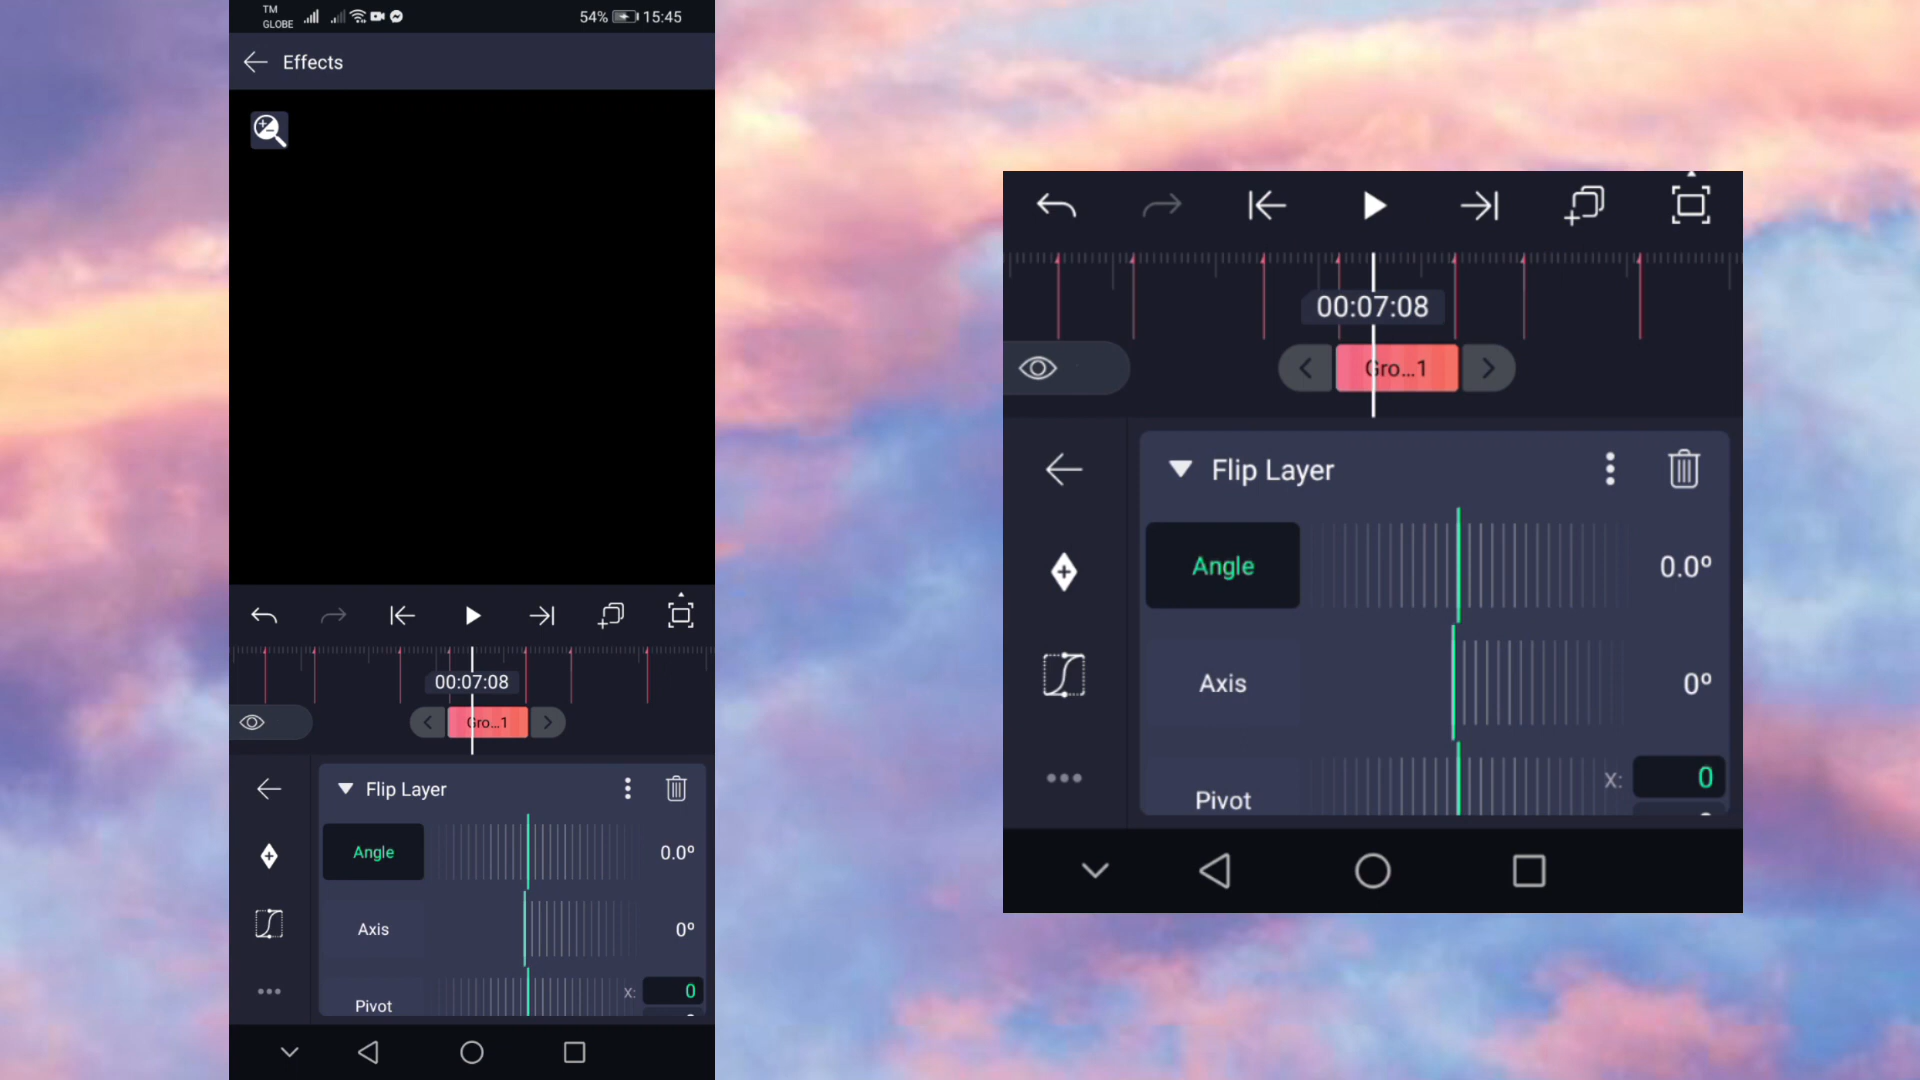 TM
GLOBE
54% 15:45
Effects
00:07:08
Gro...1
Flip Layer
Angle
0.0º
Axis
0º
Pivot
X:
0
00:07:08
Gro...1
Flip Layer
Angle
0.0º
Axis
0º
Pivot
X:
0